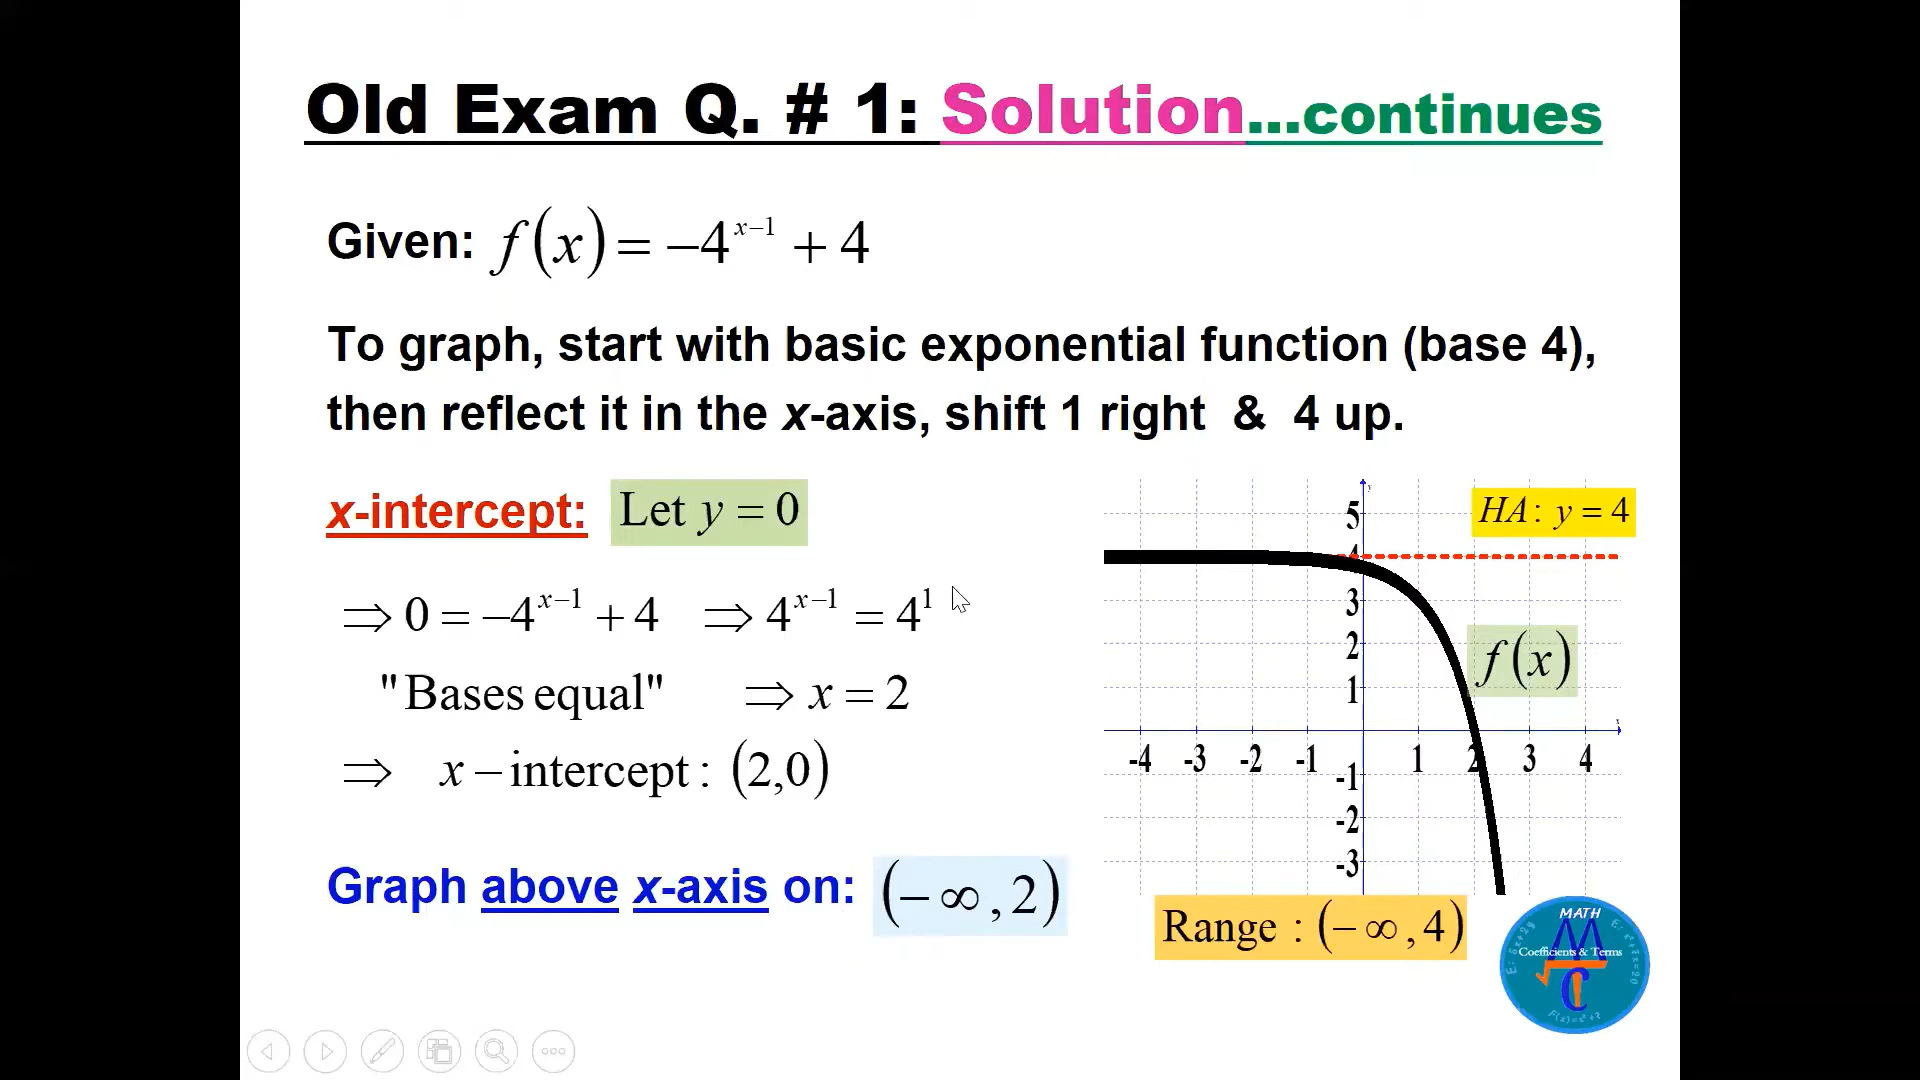 Old Exam Q. # 1: Solution...continues
Given: f(x) = −4^{x−1} + 4
To graph, start with basic exponential function (base 4),
then reflect it in the x-axis, shift 1 right & 4 up.
x-intercept: Let y = 0
⇒ 0 = −4^{x−1} + 4 ⇒ 4^{x−1} = 4^1
"Bases equal" ⇒ x = 2
⇒ x − intercept : (2,0)
Graph above x-axis on: (−∞, 2)
HA: y = 4
y
5
4
3
2
1
f(x)
x
-4 -3 -2 -1 1 2 3 4
-1
-2
-3
Range : (−∞, 4)
MATH
Coefficients & Terms